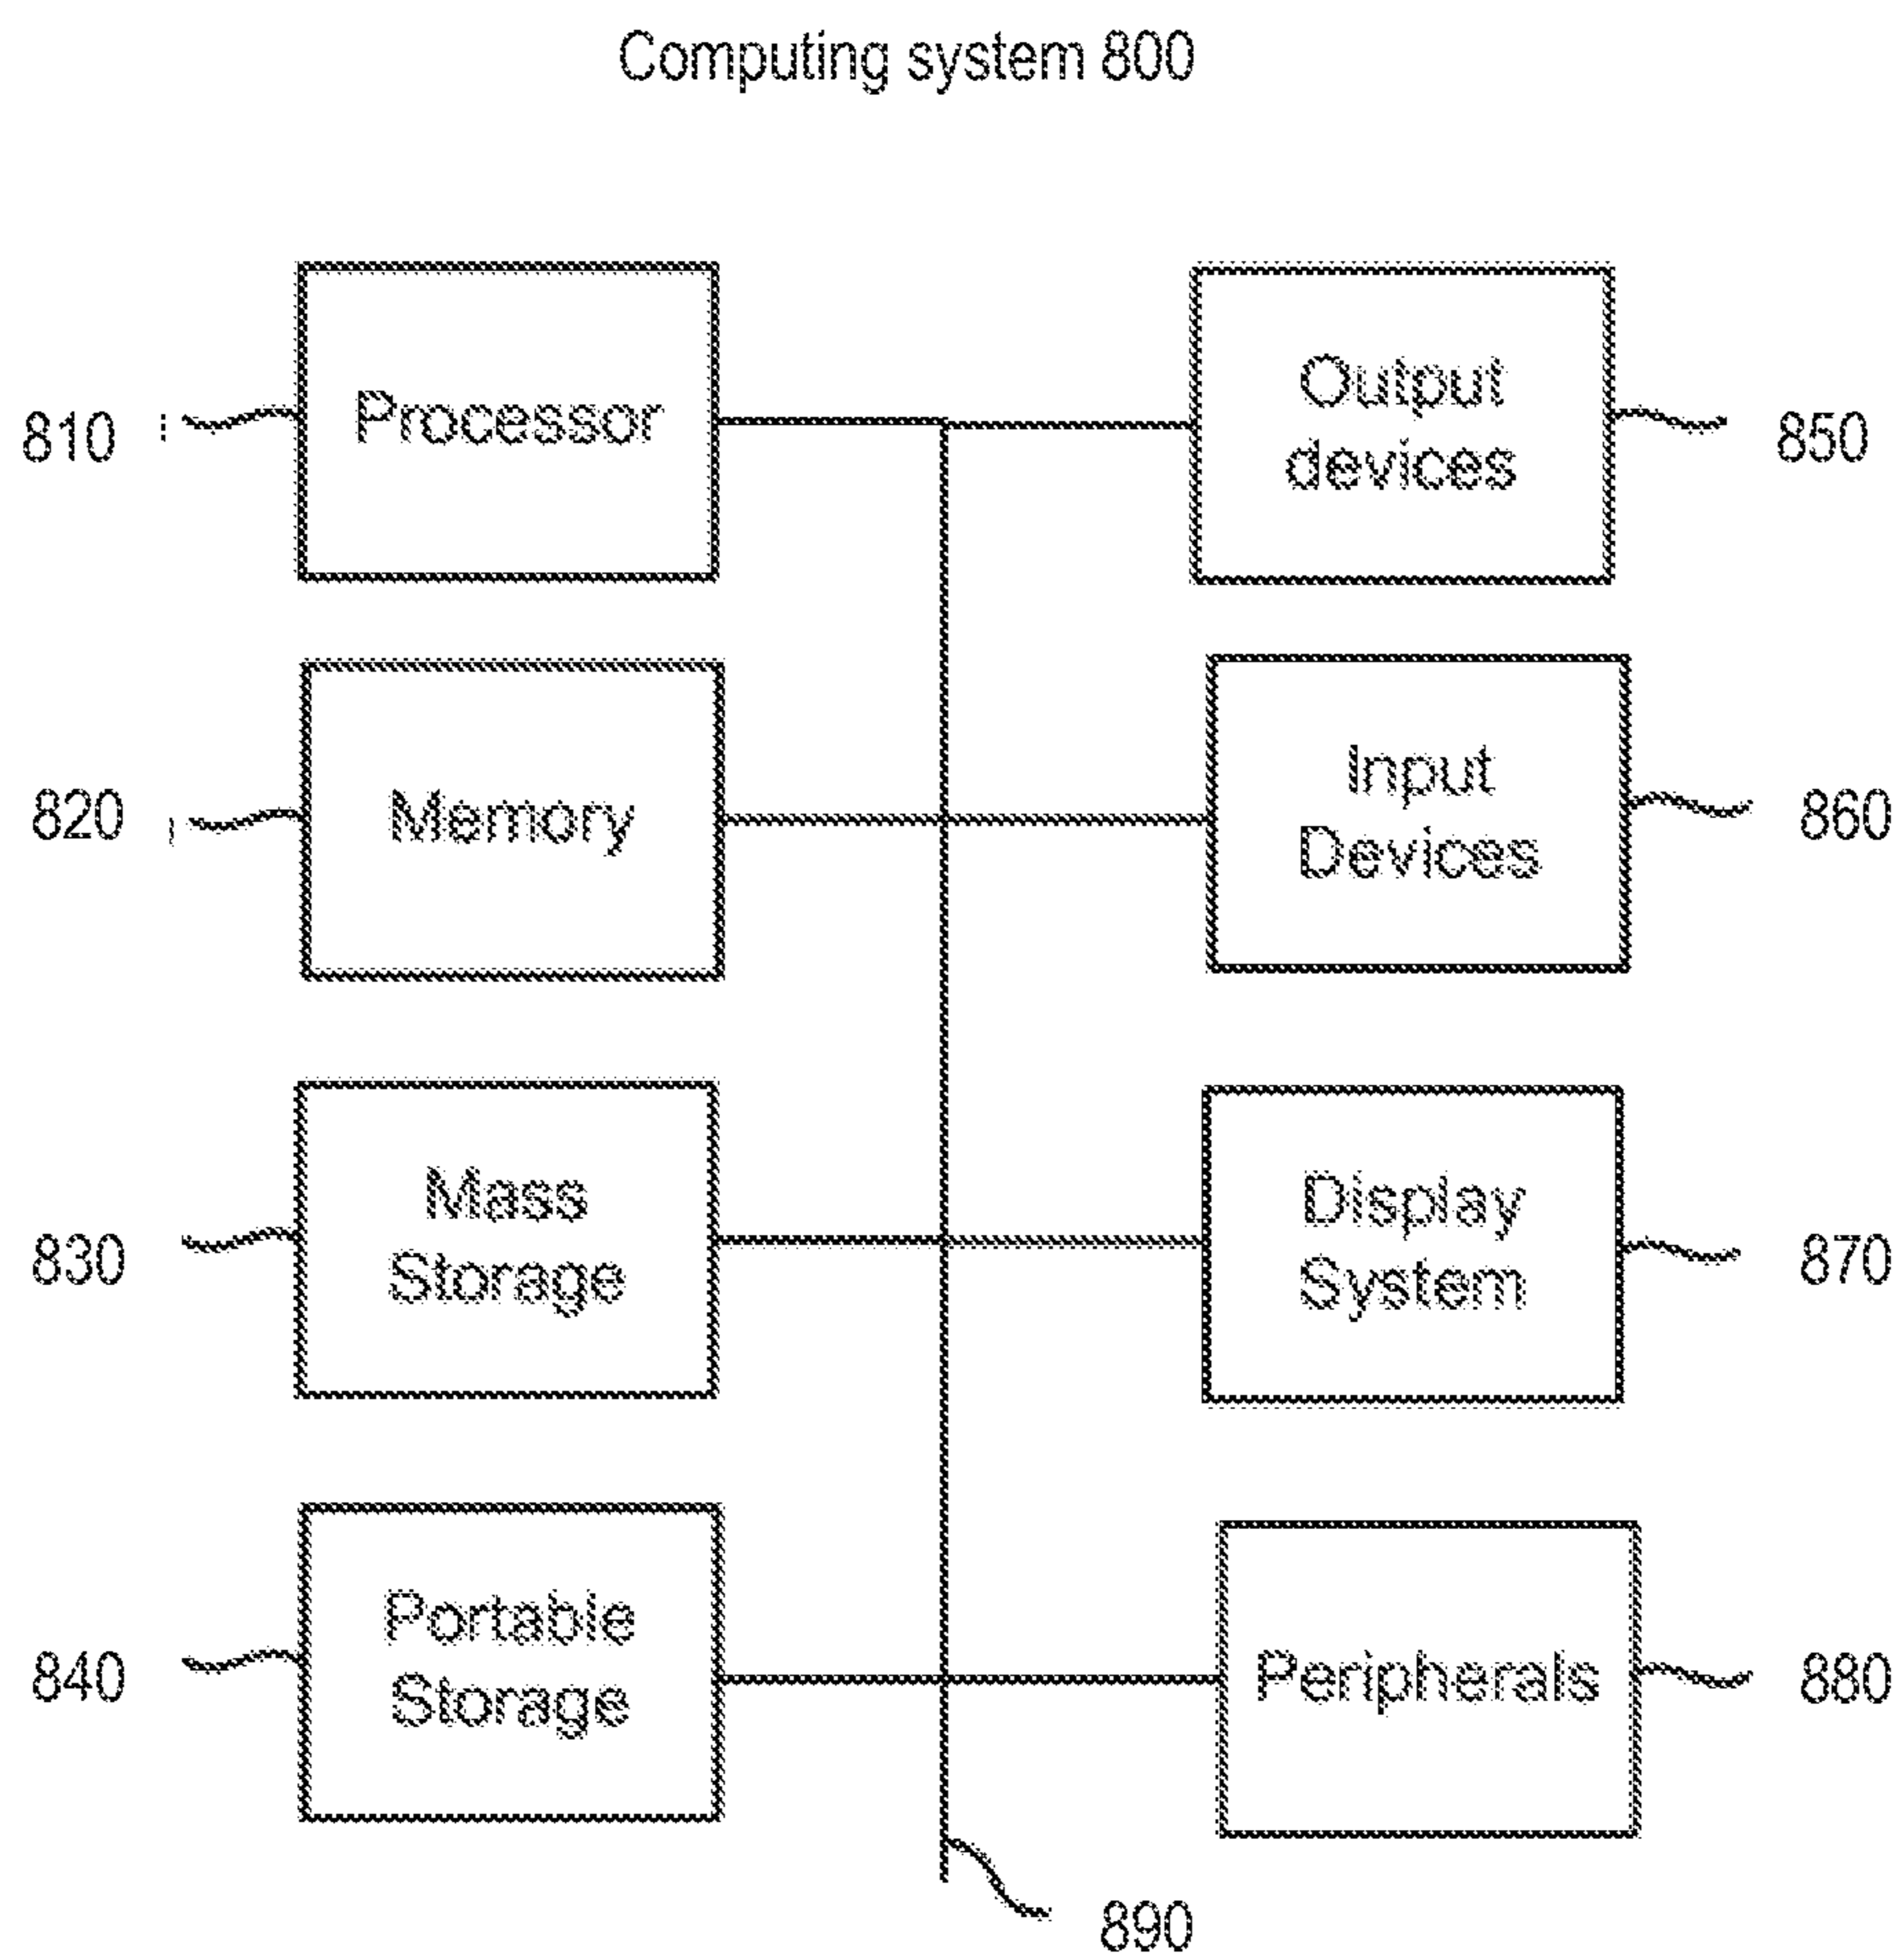 Computing system 800
810
Processor
Output
devices
850
820
Memory
Input
Devices
860
830
Mass
Storage
Display
System
870
840
Portable
Storage
Peripherals
880
890